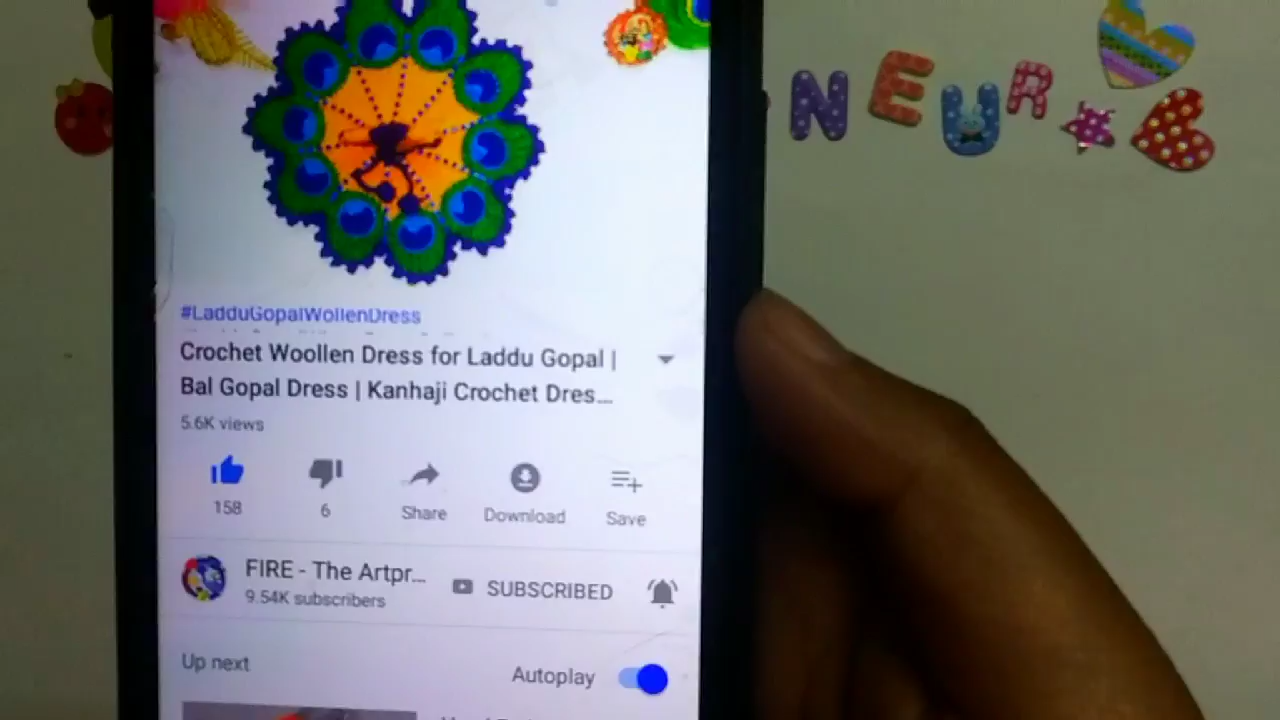 NEUR
#LadduGopalWollenDress
Crochet Woollen Dress for Laddu Gopal |
Bal Gopal Dress | Kanhaji Crochet Dres...
5.6K views
158
6
Share
Download
Save
FIRE - The Artpr...
9.54K subscribers
SUBSCRIBED
Up next
Autoplay